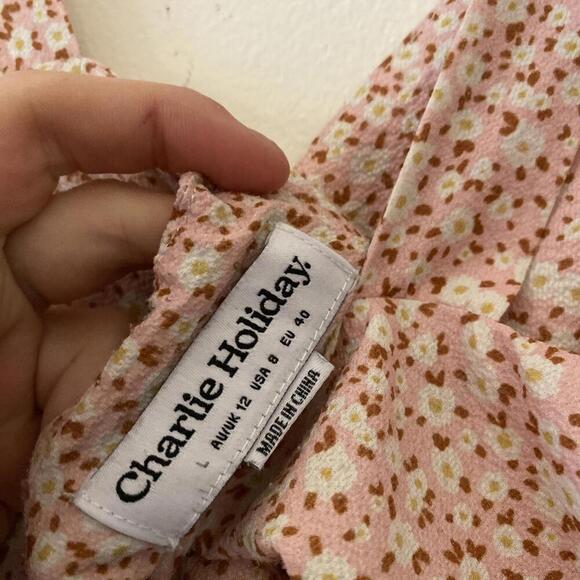 Charlie Holiday.
L AU/UK 12 USA 8 EU 40
MADE IN CHINA